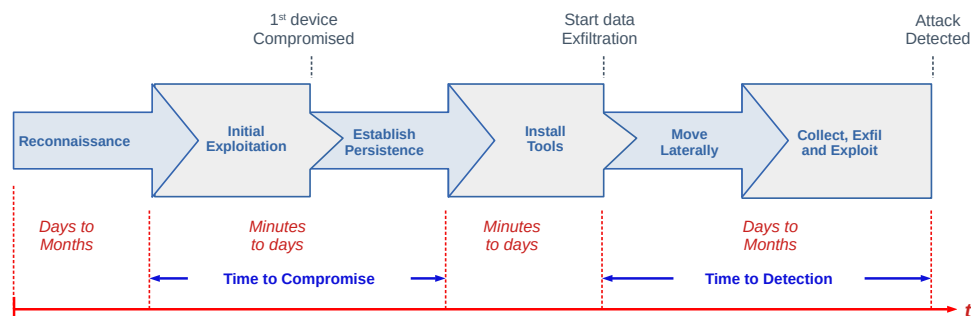 1st device
Compromised
Start data
Exfiltration
Attack
Detected
Reconnaissance
Initial
Exploitation
Establish
Persistence
Install
Tools
Move
Laterally
Collect, Exfil
and Exploit
Days to
Months
Minutes
to days
Minutes
to days
Days to
Months
Time to Compromise
Time to Detection
t